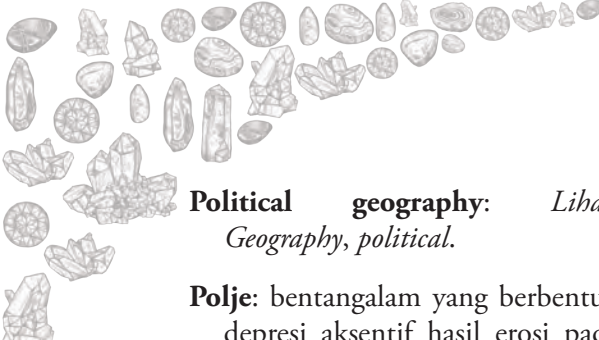 Political geography: Liha
Geography, political.
Polje: bentangalam yang berbentu
depresi aksentif hasil erosi pad